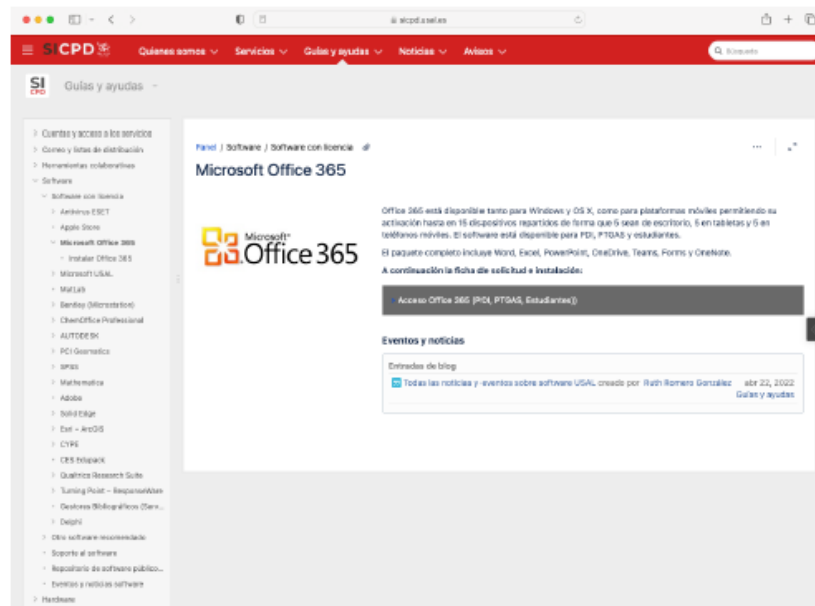 sicpd.usal.es
SICPD
Quienes somos
Servicios
Guías y ayudas
Noticias
Avisos
Búsqueda
SI
CPD
Guías y ayudas
Cuentas y acceso a los servicios
Correo y listas de distribución
Herramientas colaborativas
Software
Software con licencia
Antivirus ESET
Apple Store
Microsoft Office 365
Instalar Office 365
Microsoft USAL
MatLab
Bentley (Microstation)
ChemOffice Professional
AUTODESK
PCI Geomatics
SPSS
Mathematica
Adobe
Solid Edge
Esri – ArcGIS
CYPE
CES Edupack
Qualtrics Research Suite
Turning Point – ResponseWare
Gestores Bibliográficos (Serv...
Delphi
Otro software recomendado
Soporte al software
Repositorio de software público...
Eventos y noticias software
Hardware
Panel / Software / Software con licencia
Microsoft Office 365
Microsoft®
Office 365
Office 365 está disponible tanto para Windows y OS X, como para plataformas móviles permitiendo su
activación hasta en 15 dispositivos repartidos de forma que 5 sean de escritorio, 5 en tabletas y 5 en
teléfonos móviles. El software está disponible para PDI, PTGAS y estudiantes.
El paquete completo incluye Word, Excel, PowerPoint, OneDrive, Teams, Forms y OneNote.
A continuación la ficha de solicitud e instalación:
Acceso Office 365 (PDI, PTGAS, Estudiantes))
Eventos y noticias
Entradas de blog
Todas las noticias y eventos sobre software USAL creado por Ruth Romero González abr 22, 2022
Guías y ayudas